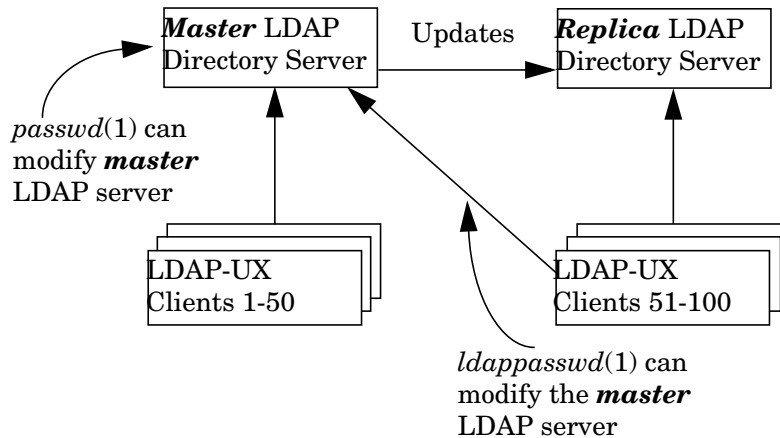 Master LDAP
Directory Server
Updates
Replica LDAP
Directory Server
passwd(1) can
modify master
LDAP server
LDAP-UX
Clients 1-50
LDAP-UX
Clients 51-100
ldappasswd(1) can
modify the master
LDAP server